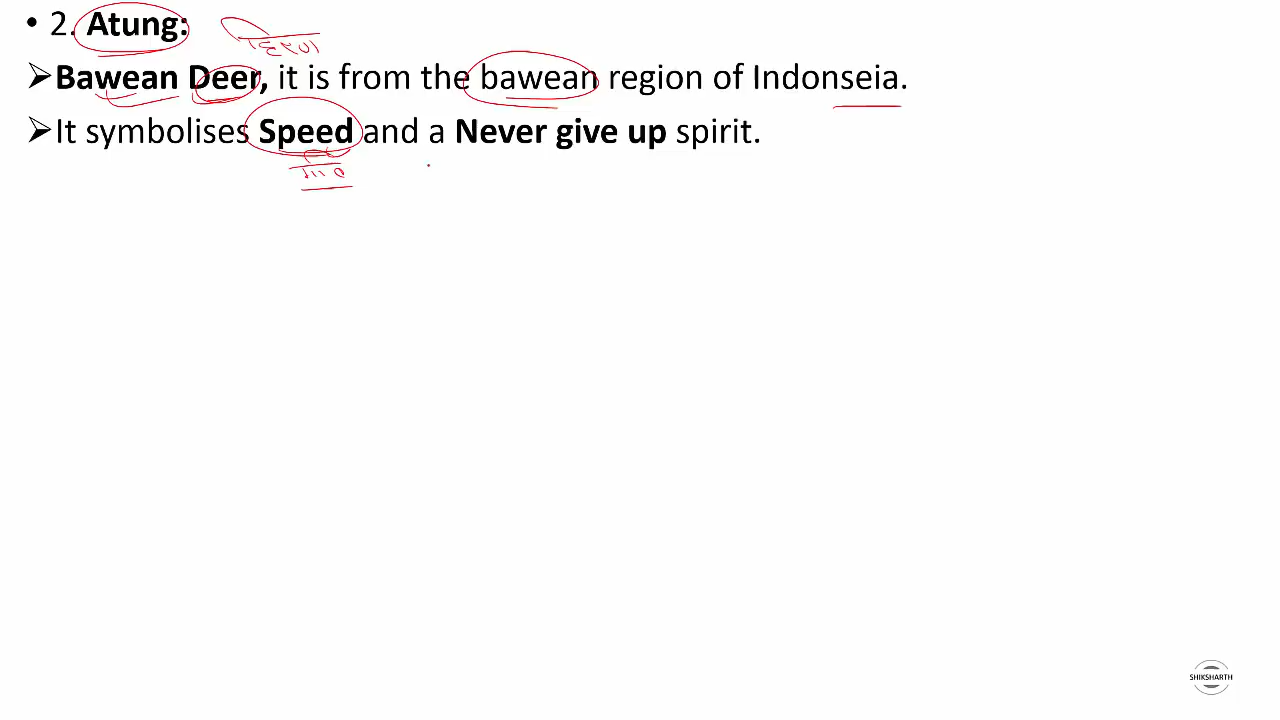 • 2. Atung:
➢Bawean Deer, it is from the bawean region of Indonseia.
➢It symbolises Speed and a Never give up spirit.
SHIKSHARTH